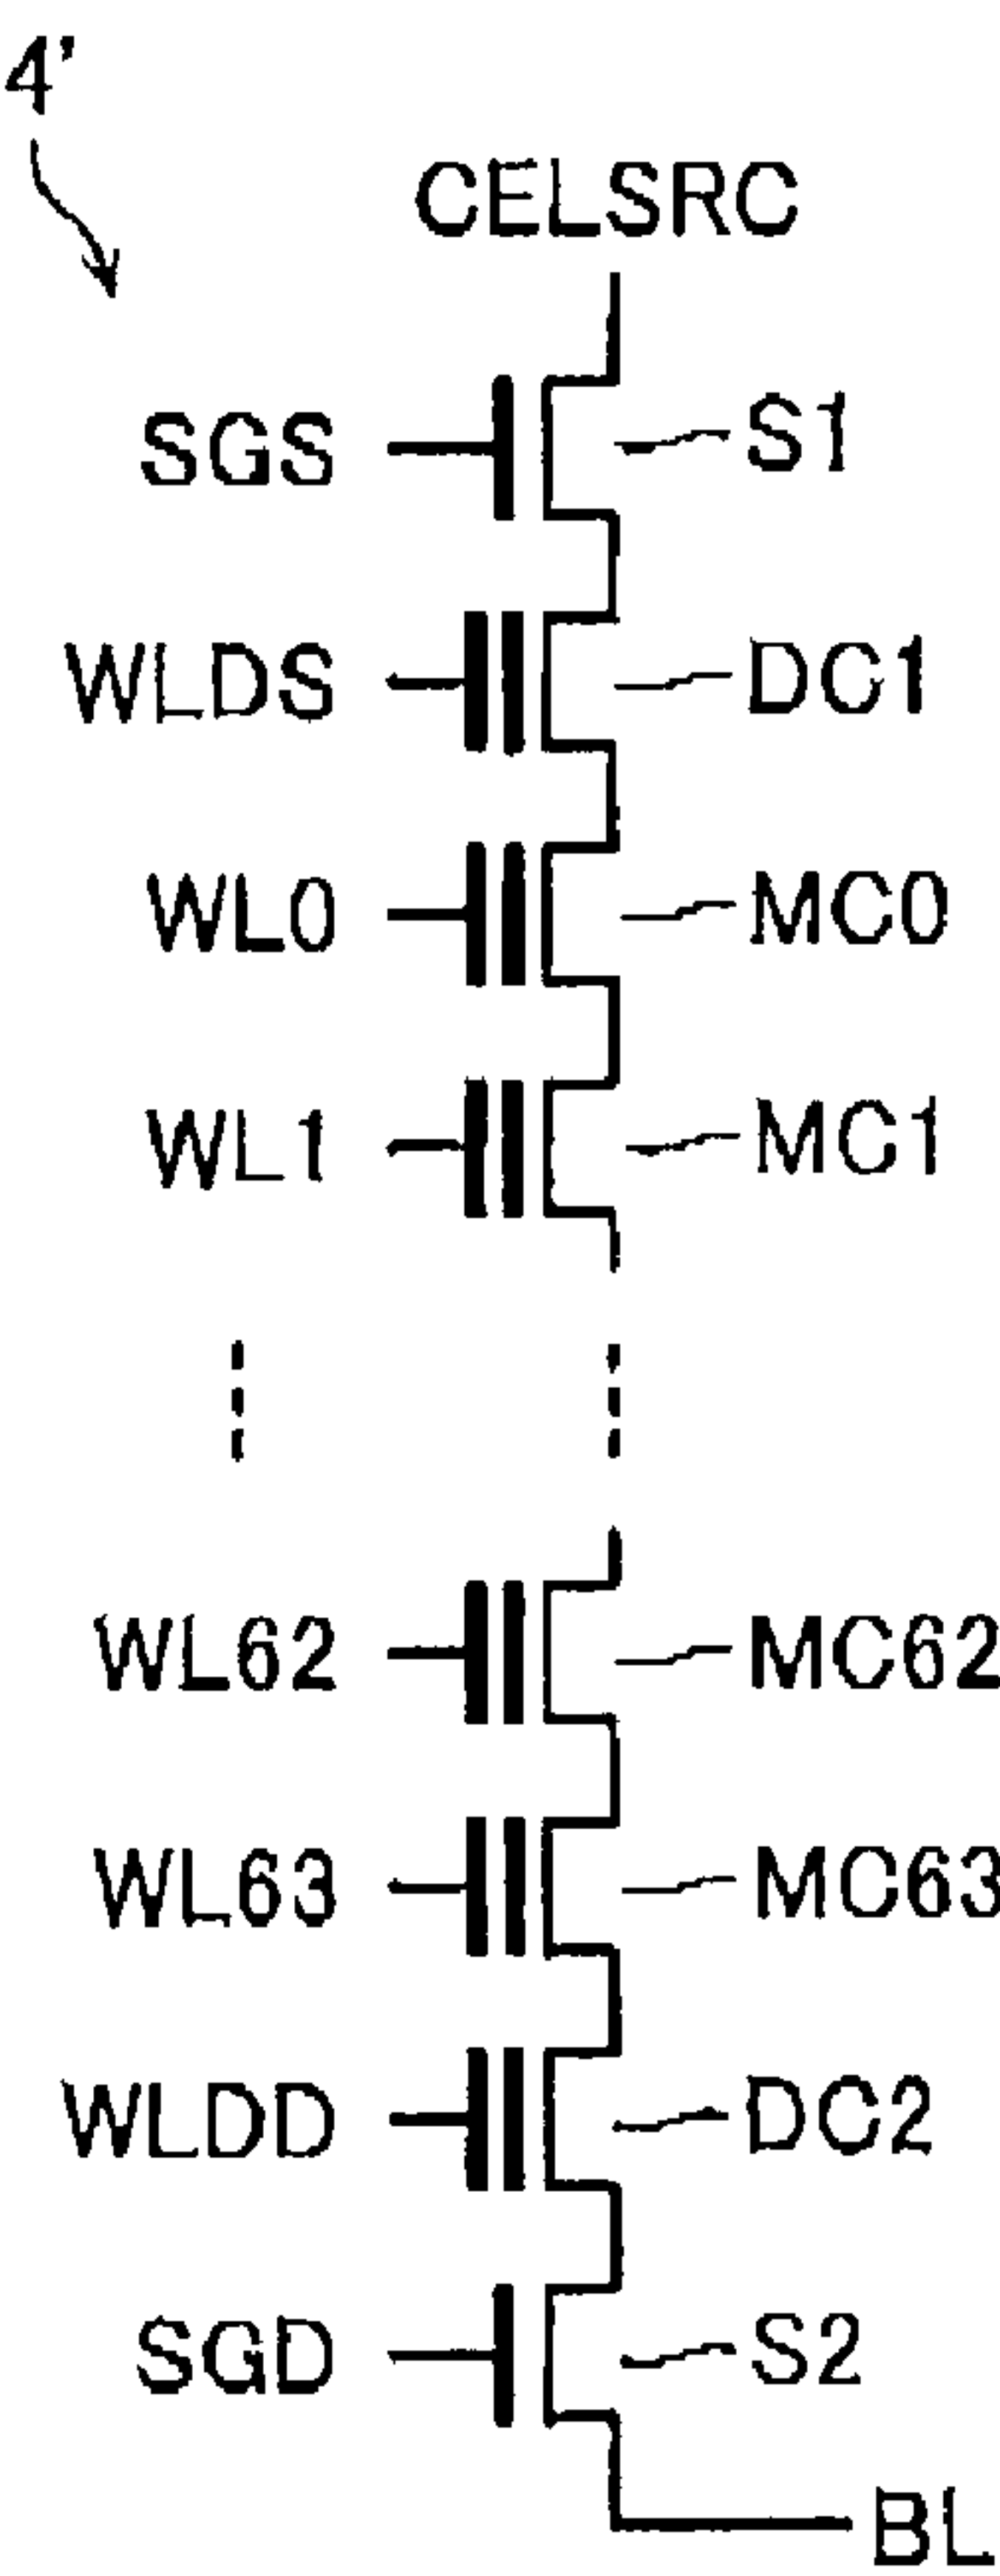 4'
CELSRC
SGS S1
WLDS DC1
WL0 MC0
WL1 MC1
WL62 MC62
WL63 MC63
WLDD DC2
SGD S2
BL